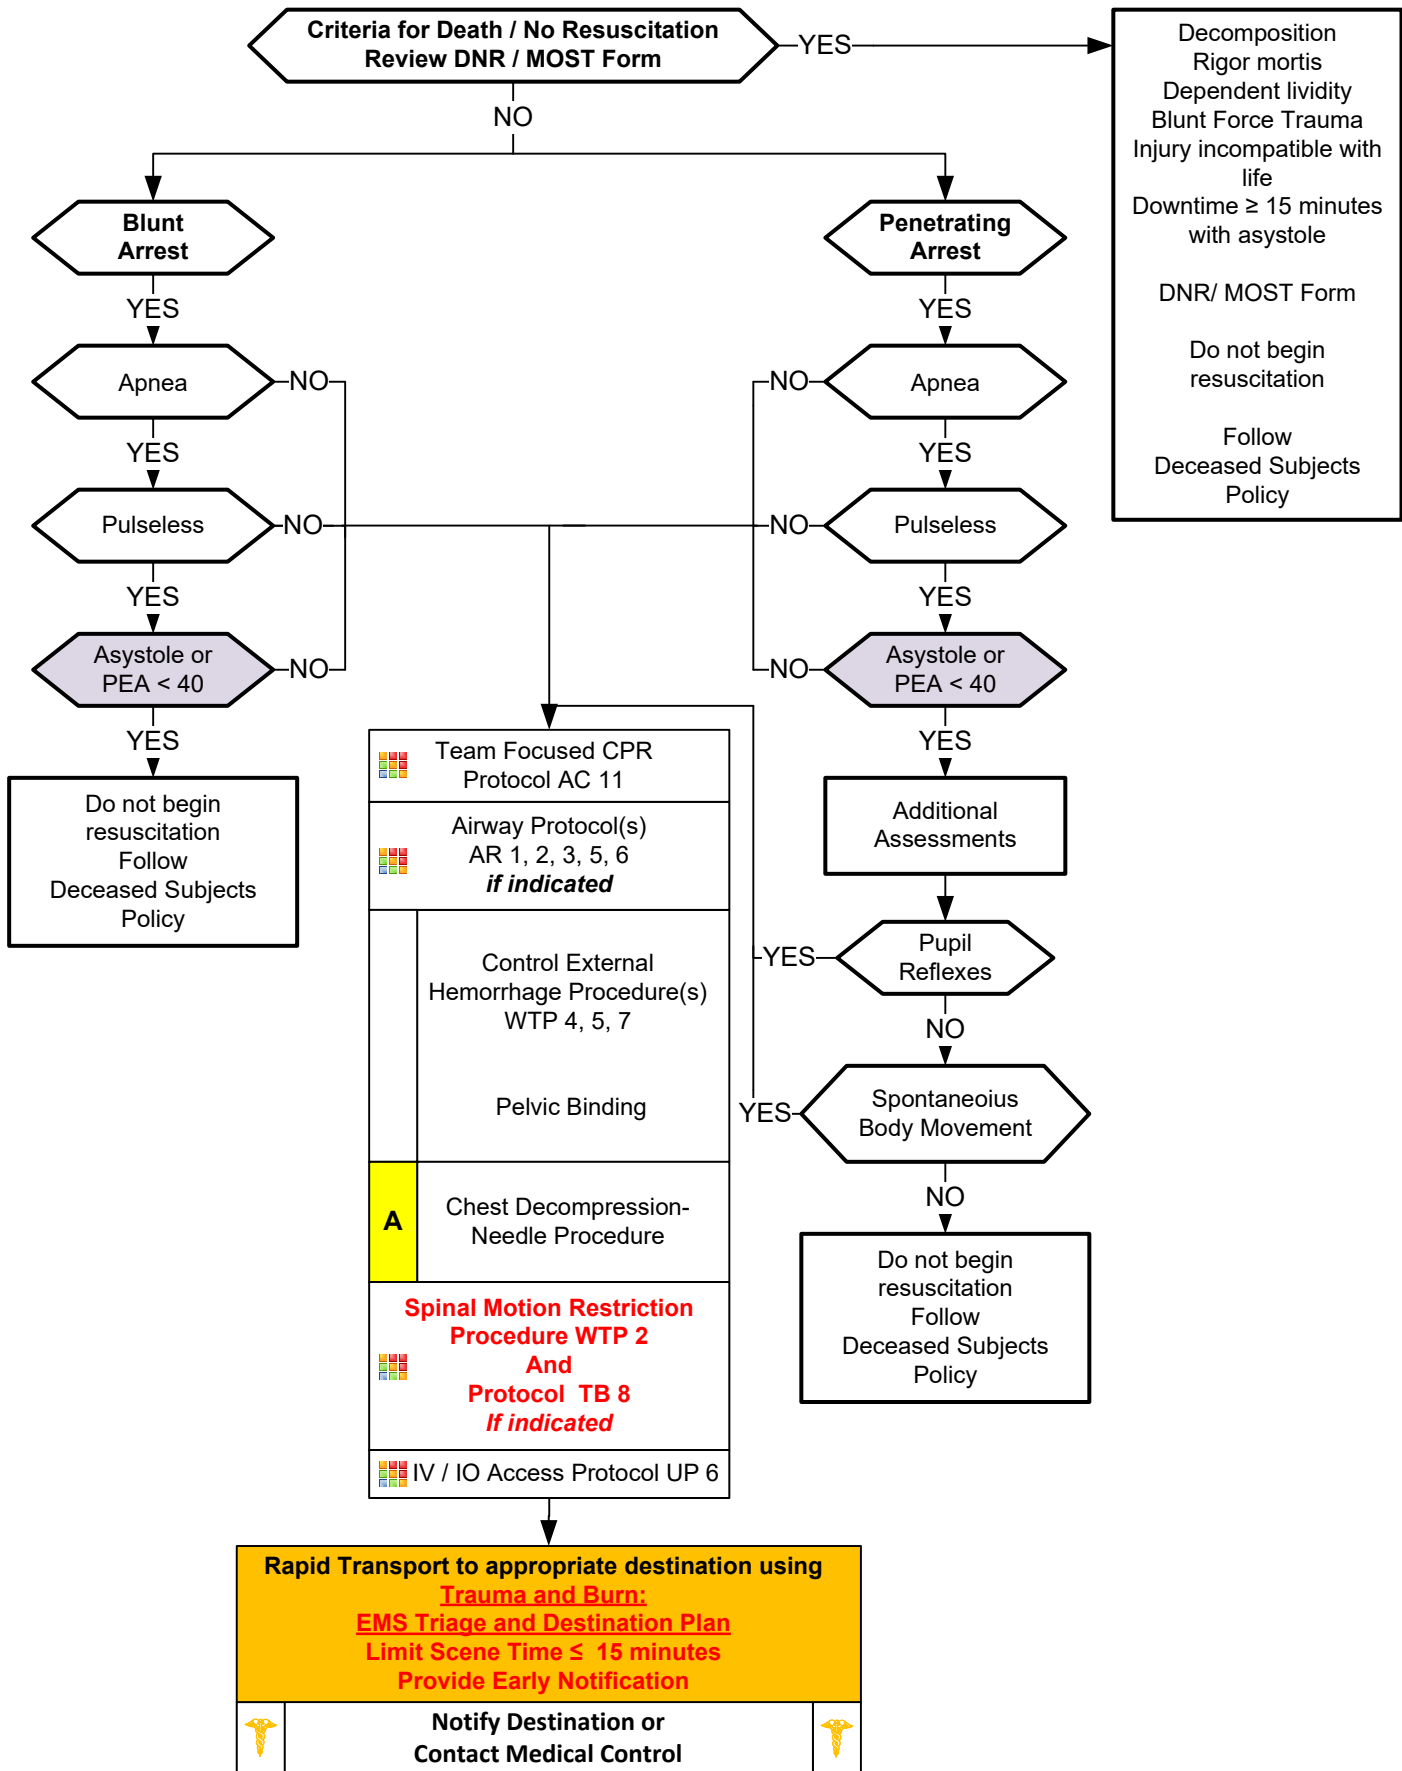 Criteria for Death / No Resuscitation
Review DNR / MOST Form
YES
Decomposition
Rigor mortis
Dependent lividity
Blunt Force Trauma
Injury incompatible with
life
Downtime ≥ 15 minutes
with asystole
DNR/ MOST Form
Do not begin
resuscitation
Follow
Deceased Subjects
Policy
NO
Blunt
Arrest
YES
Apnea
NO
YES
Pulseless
NO
YES
Asystole or
PEA < 40
NO
YES
Do not begin
resuscitation
Follow
Deceased Subjects
Policy
Penetrating
Arrest
YES
NO
Apnea
YES
NO
Pulseless
YES
NO
Asystole or
PEA < 40
YES
Additional
Assessments
YES
Pupil
Reflexes
NO
YES
Spontaneoius
Body Movement
NO
Do not begin
resuscitation
Follow
Deceased Subjects
Policy
Team Focused CPR
Protocol AC 11
Airway Protocol(s)
AR 1, 2, 3, 5, 6
if indicated
Control External
Hemorrhage Procedure(s)
WTP 4, 5, 7
Pelvic Binding
A
Chest Decompression-
Needle Procedure
Spinal Motion Restriction
Procedure WTP 2
And
Protocol TB 8
If indicated
IV / IO Access Protocol UP 6
Rapid Transport to appropriate destination using
Trauma and Burn:
EMS Triage and Destination Plan
Limit Scene Time ≤ 15 minutes
Provide Early Notification
Notify Destination or
Contact Medical Control